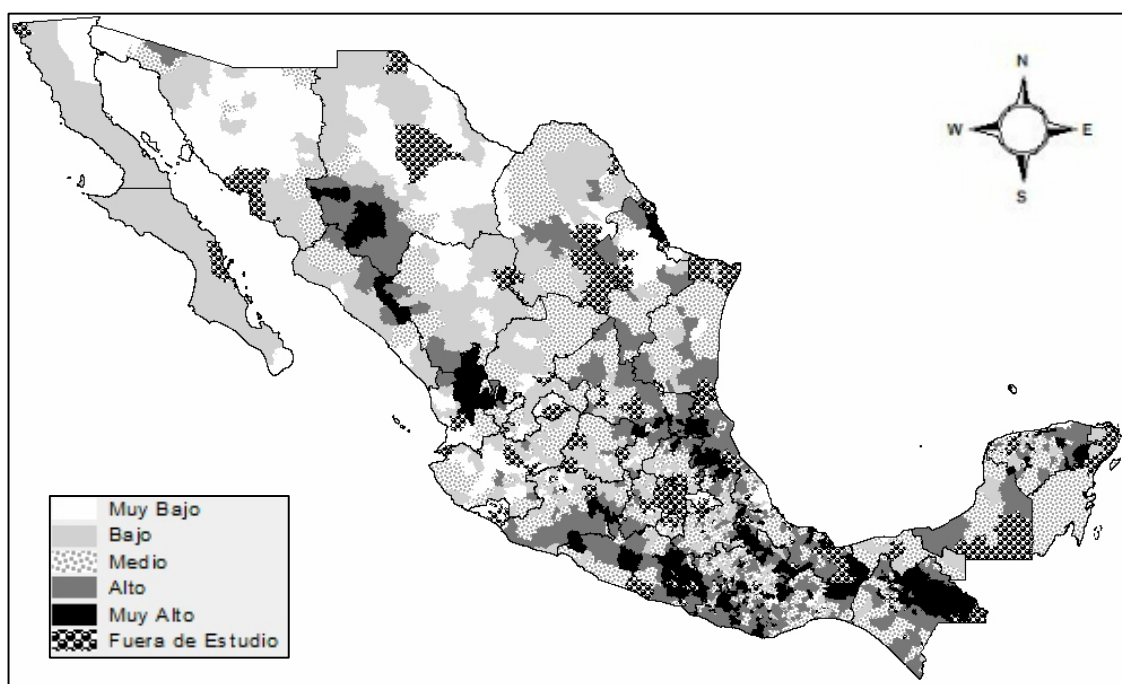 N
W E
S
Muy Bajo
Bajo
Medio
Alto
Muy Alto
Fuera de Estudio